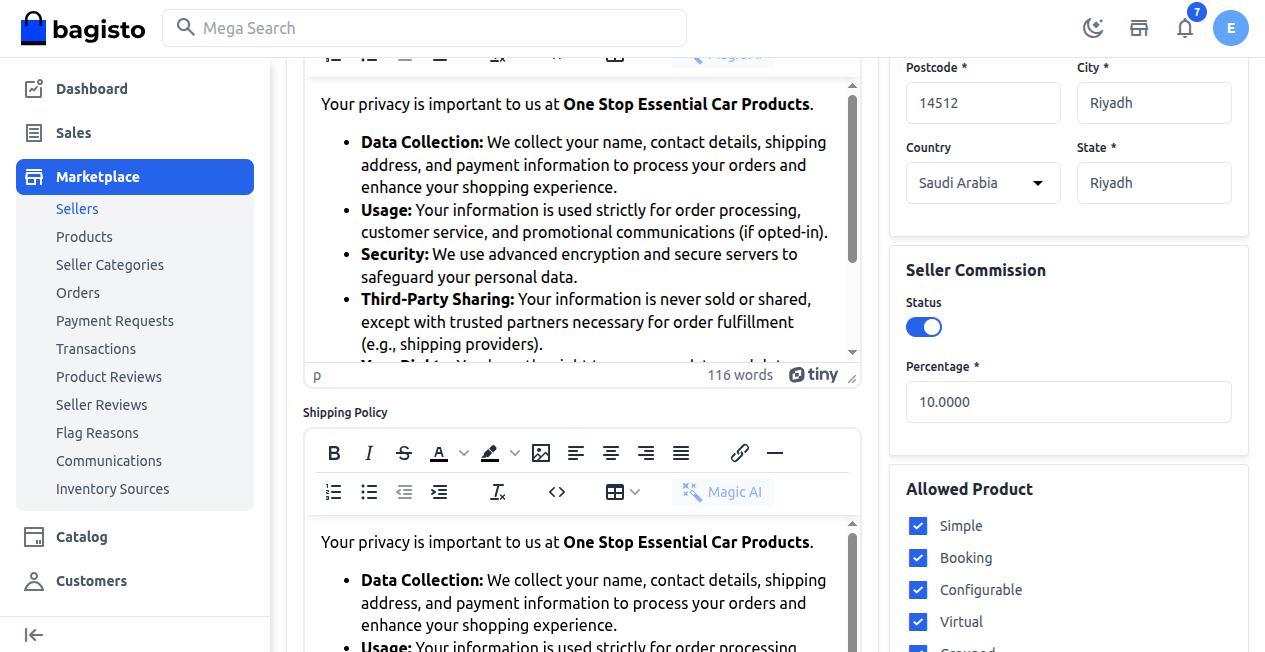 bagisto
Mega Search
7
E
Dashboard
Sales
Marketplace
Sellers
Products
Seller Categories
Orders
Payment Requests
Transactions
Product Reviews
Seller Reviews
Flag Reasons
Communications
Inventory Sources
Catalog
Customers
Your privacy is important to us at One Stop Essential Car Products.
• Data Collection: We collect your name, contact details, shipping
address, and payment information to process your orders and
enhance your shopping experience.
• Usage: Your information is used strictly for order processing,
customer service, and promotional communications (if opted-in).
• Security: We use advanced encryption and secure servers to
safeguard your personal data.
• Third-Party Sharing: Your information is never sold or shared,
except with trusted partners necessary for order fulfillment
(e.g., shipping providers).
p
116 words
tiny
Shipping Policy
B I S A
Magic AI
Your privacy is important to us at One Stop Essential Car Products.
• Data Collection: We collect your name, contact details, shipping
address, and payment information to process your orders and
enhance your shopping experience.
• Usage: Your information is used strictly for order processing,
Postcode *
City *
14512
Riyadh
Country
State *
Saudi Arabia
Riyadh
Seller Commission
Status
Percentage *
10.0000
Allowed Product
Simple
Booking
Configurable
Virtual
Grouped